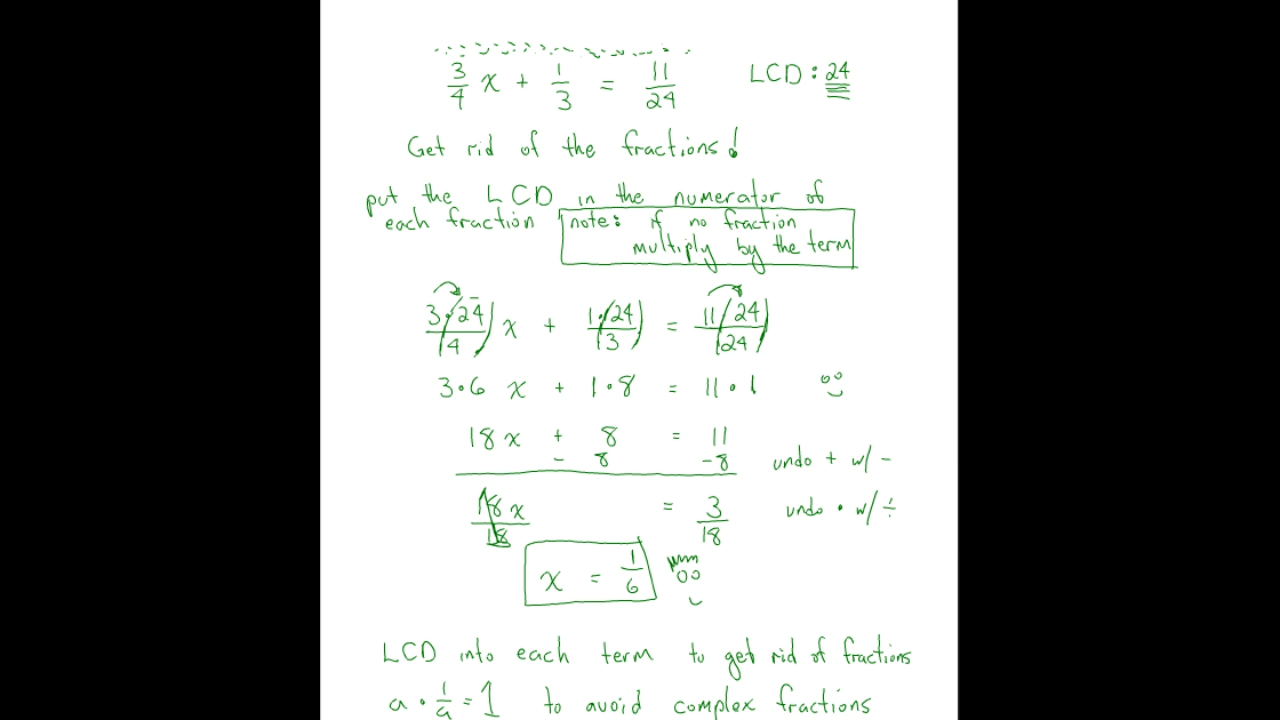 3/4 x + 1/3 = 11/24 LCD: 24
Get rid of the fractions!
put the LCD in the numerator of
each fraction note: if no fraction
multiply by the term
3·24/4 x + 1·24/3 = 11·24/24
3·6 x + 1·8 = 11·1
18x + 8 = 11
- 8 -8 undo + w/ -
18x/18 = 3/18 undo · w/ ÷
x = 1/6
LCD into each term to get rid of fractions
a · 1/a = 1 to avoid complex fractions